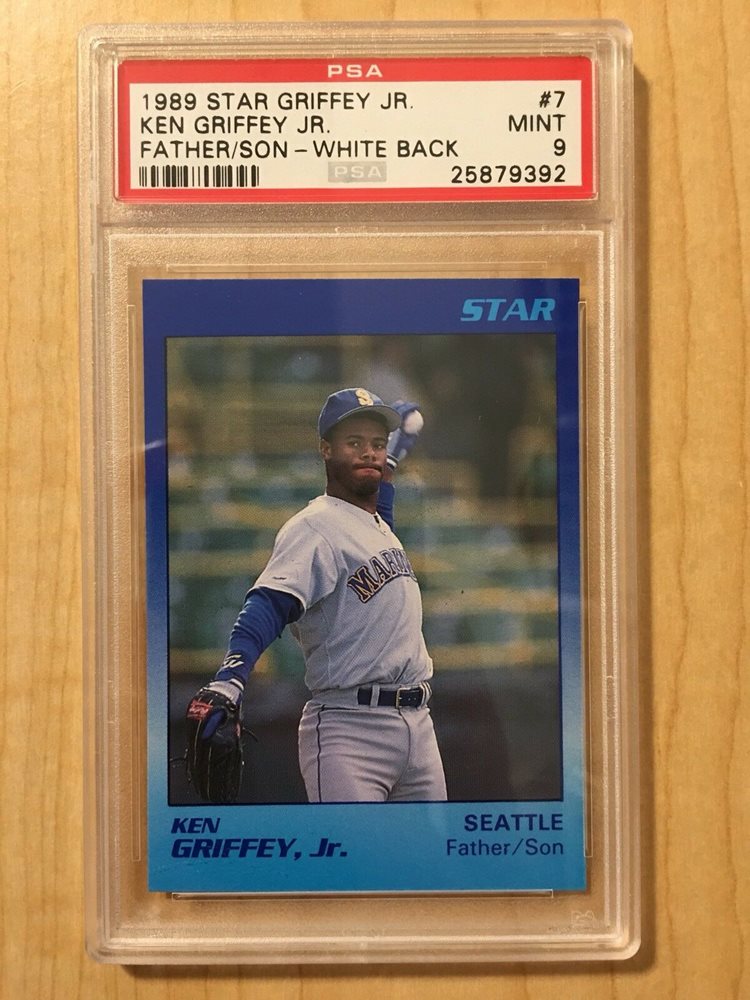 PSA
1989 STAR GRIFFEY JR. #7
KEN GRIFFEY JR. MINT
FATHER/SON - WHITE BACK 9
PSA 25879392
STAR
S
KEN SEATTLE
GRIFFEY, Jr. Father/Son